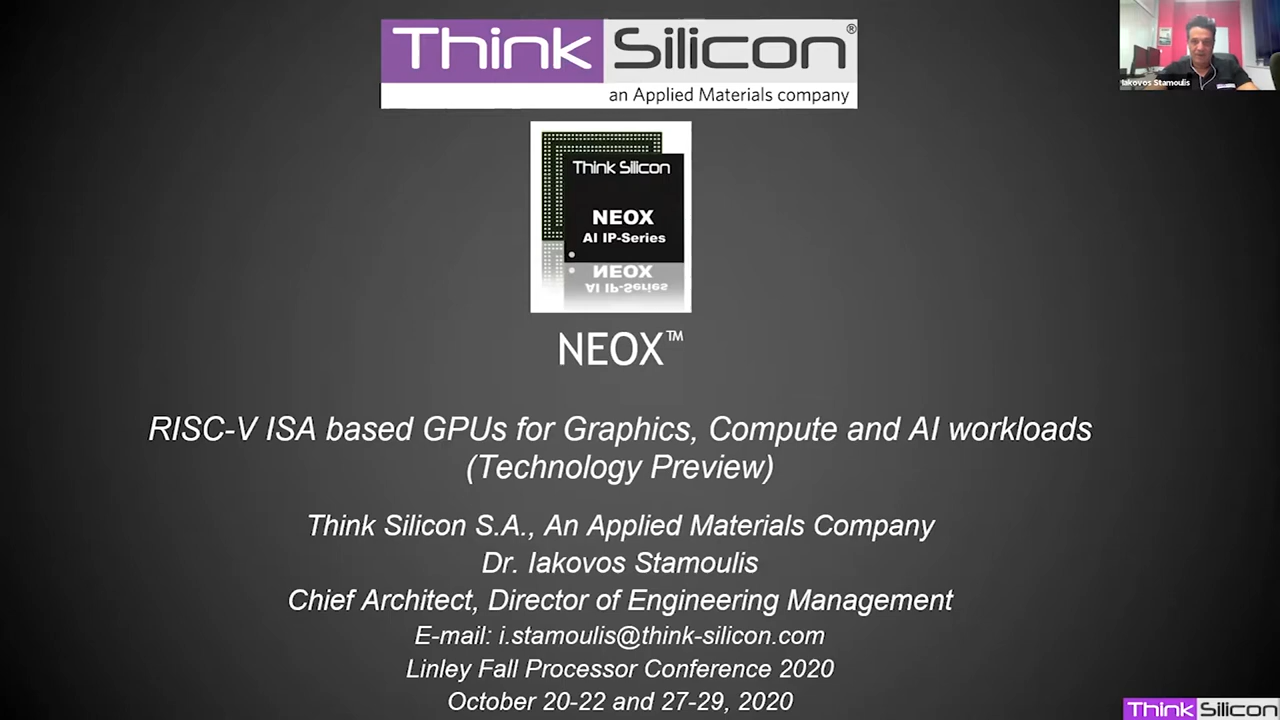 Think Silicon®
an Applied Materials company
Iakovos Stamoulis
Think Silicon
NEOX
AI IP-Series
NEOX
AI IP-Series
NEOX™
RISC-V ISA based GPUs for Graphics, Compute and AI workloads
(Technology Preview)
Think Silicon S.A., An Applied Materials Company
Dr. Iakovos Stamoulis
Chief Architect, Director of Engineering Management
E-mail: i.stamoulis@think-silicon.com
Linley Fall Processor Conference 2020
October 20-22 and 27-29, 2020
Think Silicon